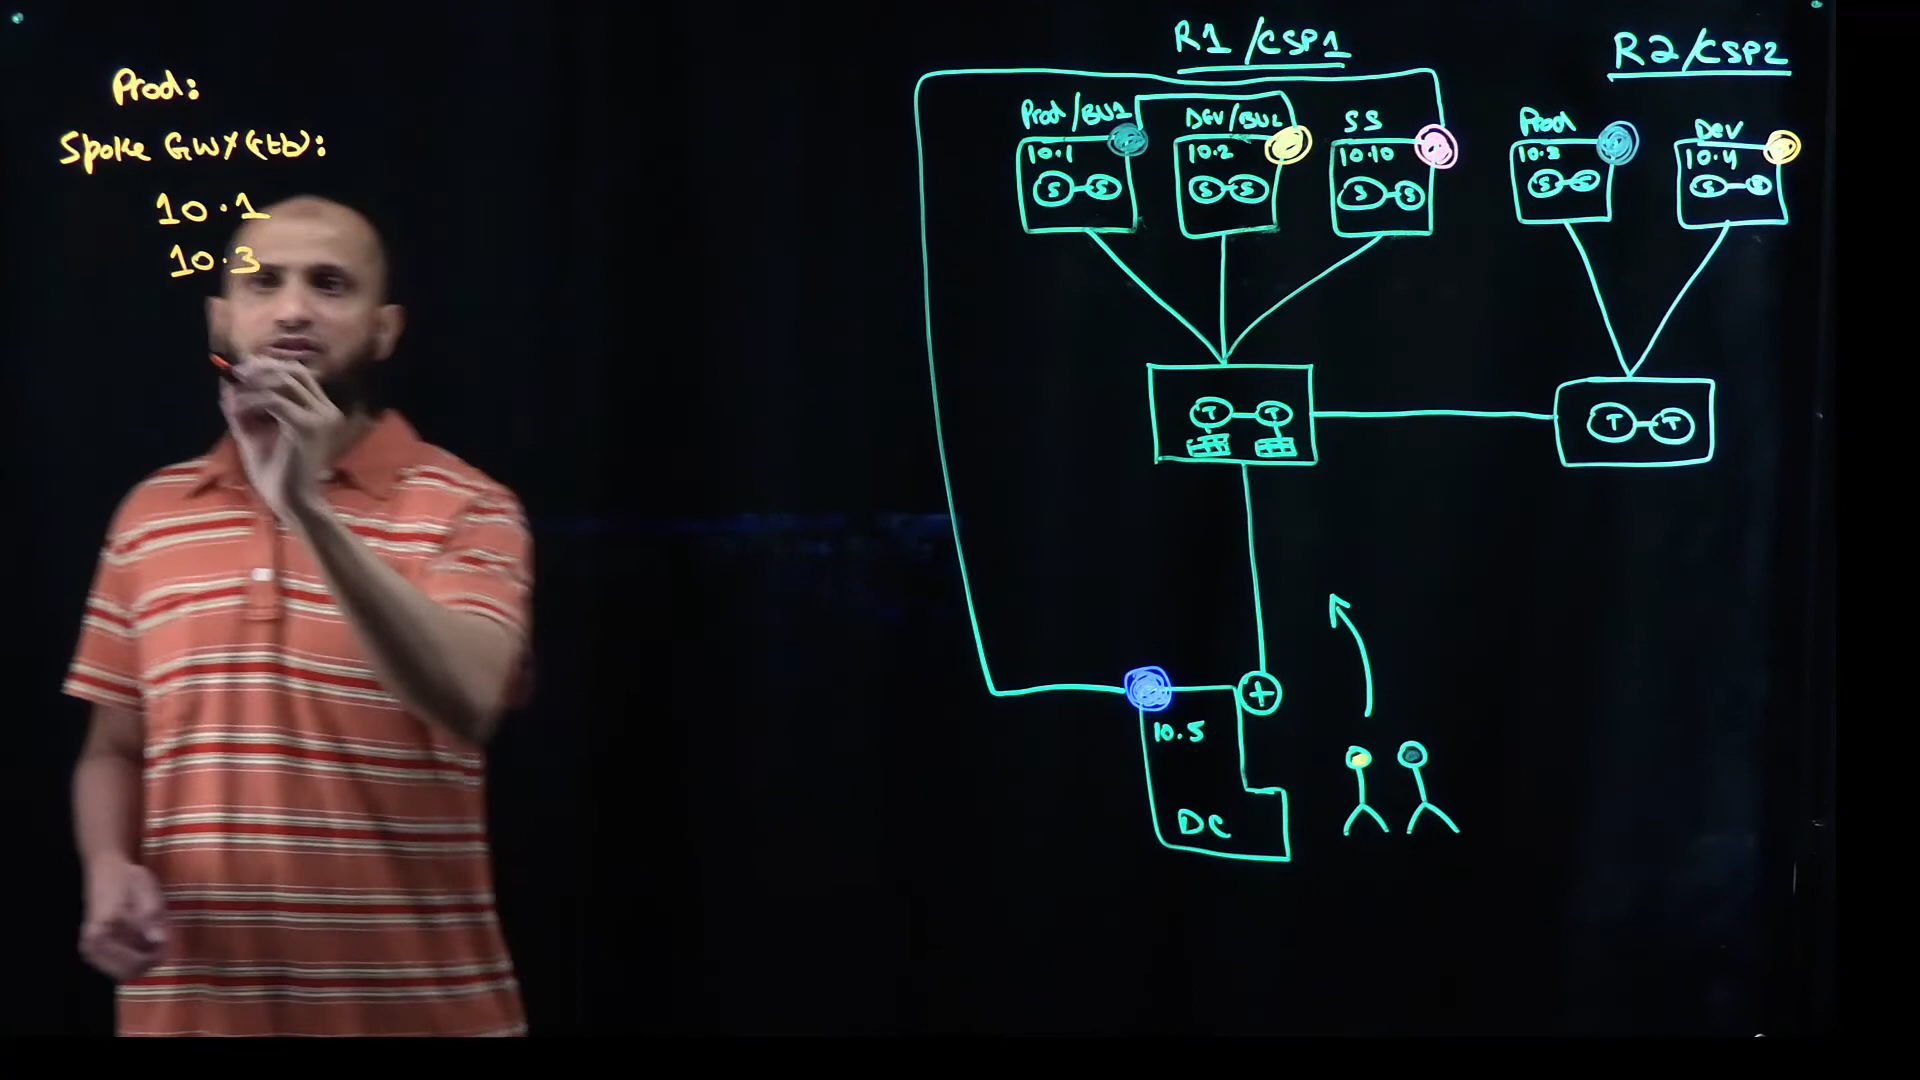 Prod:
Spoke GWY (rtb):
10.1
10.3
R1 /CSP1
R2/CSP2
Prod/BU1
DEV/BU2
SS
Prod
DEV
10.1
10.2
10.10
10.3
10.4
S S
S S
S S
S S
S S
T T
T T
10.5
DC